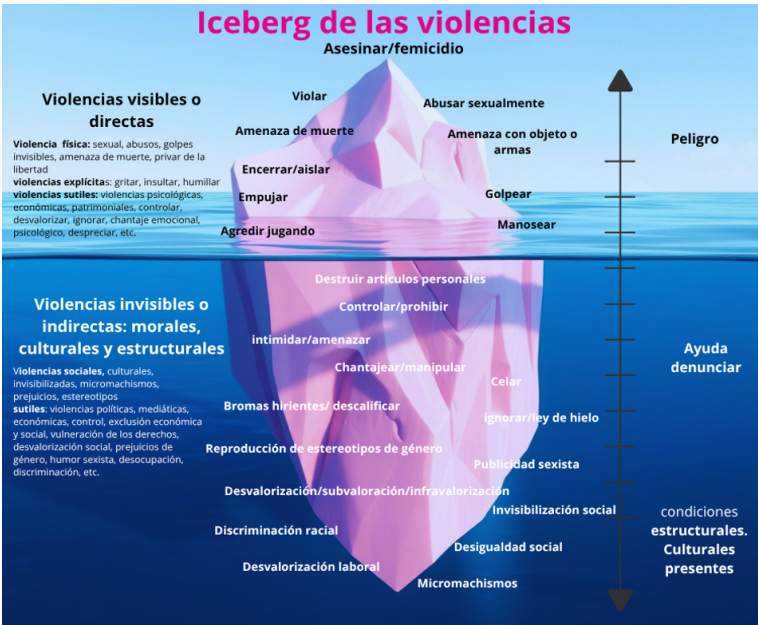 Iceberg de las violencias
Asesinar/femicidio
Violencias visibles o
directas
Violencia física: sexual, abusos, golpes
invisibles, amenaza de muerte, privar de la
libertad
violencias explícitas: gritar, insultar, humillar
violencias sutiles: violencias psicológicas,
económicas, patrimoniales, controlar,
desvalorizar, ignorar, chantaje emocional,
psicológico, despreciar, etc.
Violar
Abusar sexualmente
Amenaza de muerte
Amenaza con objeto o
armas
Encerrar/aislar
Empujar
Golpear
Agredir jugando
Manosear
Peligro
Violencias invisibles o
indirectas: morales,
culturales y estructurales
Violencias sociales, culturales,
invisibilizadas, micromachismos,
prejuicios, estereotipos
sutiles: violencias políticas, mediáticas,
económicas, control, exclusión económica
y social, vulneración de los derechos,
desvalorización social, prejuicios de
género, humor sexista, desocupación,
discriminación, etc.
Destruir artículos personales
Controlar/prohibir
intimidar/amenazar
Chantajear/manipular
Celar
Bromas hirientes/ descalificar
ignorar/ley de hielo
Reproducción de estereotipos de género
Publicidad sexista
Desvalorización/subvaloración/infravalorización
Invisibilización social
Discriminación racial
Desigualdad social
Desvalorización laboral
Micromachismos
Ayuda
denunciar
condiciones
estructurales.
Culturales
presentes